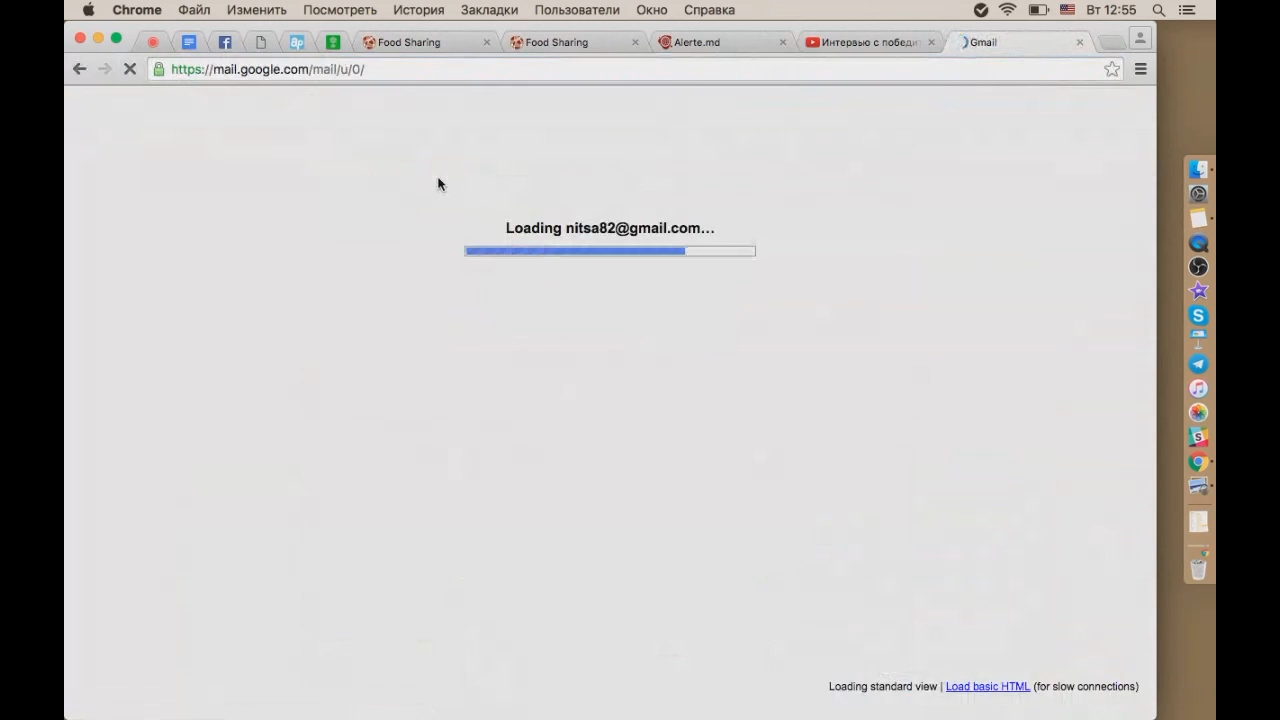 Chrome Файл Изменить Посмотреть История Закладки Пользователи Окно Справка Вт 12:55
Food Sharing Food Sharing Alerte.md Интервью с победит Gmail
https://mail.google.com/mail/u/0/
Loading nitsa82@gmail.com...
Loading standard view | Load basic HTML (for slow connections)